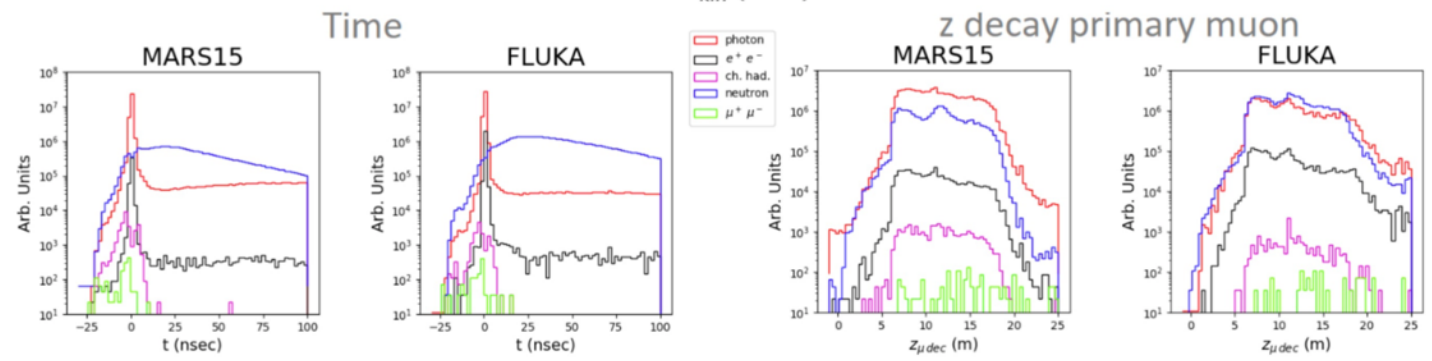 Time
z decay primary muon
MARS15
FLUKA
MARS15
FLUKA
photon
e⁺ e⁻
ch. had.
neutron
μ⁺ μ⁻
Arb. Units
10⁸
10⁷
10⁶
10⁵
10⁴
10³
10²
10¹
−25 0 25 50 75 100
t (nsec)
Arb. Units
10⁸
10⁷
10⁶
10⁵
10⁴
10³
10²
10¹
−25 0 25 50 75 100
t (nsec)
Arb. Units
10⁷
10⁶
10⁵
10⁴
10³
10²
10¹
0 5 10 15 20 25
z_μ dec (m)
Arb. Units
10⁷
10⁶
10⁵
10⁴
10³
10²
10¹
0 5 10 15 20 25
z_μ dec (m)